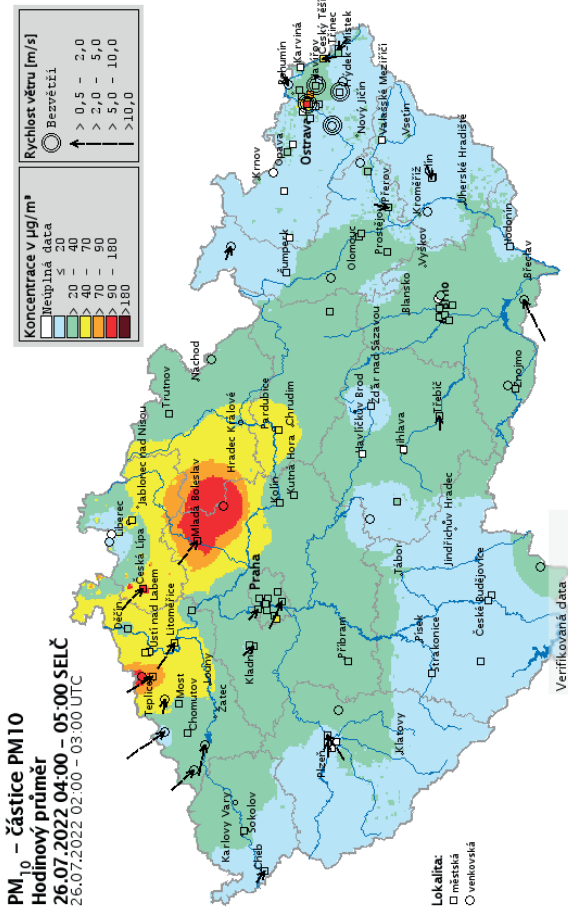 PM10 – částice PM10
Hodinový průměr
26.07.2022 04:00 – 05:00 SELČ
26.07.2022 02:00 – 03:00 UTC
Koncentrace v µg/m³
Neúplná data
≤ 20
> 20 – 40
> 40 – 70
> 70 – 90
> 90 – 180
>180
Rychlost větru [m/s]
Bezvětří
> 0,5 – 2,0
> 2,0 – 5,0
> 5,0 – 10,0
>10,0
Děčín
Liberec
Ústí nad Labem
Česká Lípa
Jablonec nad Nisou
Teplice
Litoměřice
Trutnov
Most
Louny
Mladá Boleslav
Náchod
Chomutov
Žatec
Hradec Králové
Karlovy Vary
Sokolov
Cheb
Kladno
Praha
Kolín
Kutná Hora
Pardubice
Chrudim
Šumperk
Krnov
Opava
Bohumín
Karviná
Ostrava
Havířov
Český Těšín
Třinec
Frýdek-Místek
Nový Jičín
Valašské Meziříčí
Vsetín
Olomouc
Přerov
Prostějov
Kroměříž
Zlín
Uherské Hradiště
Vyškov
Hodonín
Blansko
Brno
Břeclav
Znojmo
Havlíčkův Brod
Žďár nad Sázavou
Jihlava
Třebíč
Plzeň
Příbram
Klatovy
Tábor
Písek
Strakonice
Jindřichův Hradec
České Budějovice
Lokalita:
městská
venkovská
Verifikovaná data